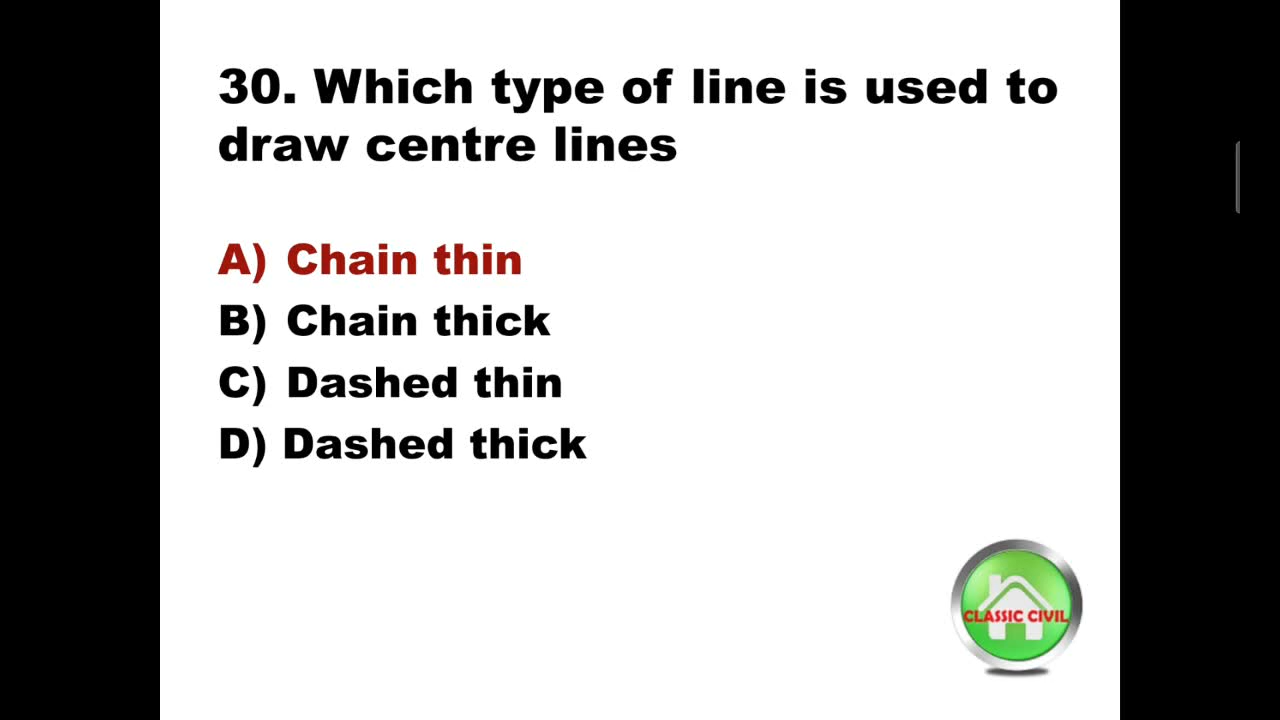 30. Which type of line is used to
draw centre lines
A) Chain thin
B) Chain thick
C) Dashed thin
D) Dashed thick
CLASSIC CIVIL